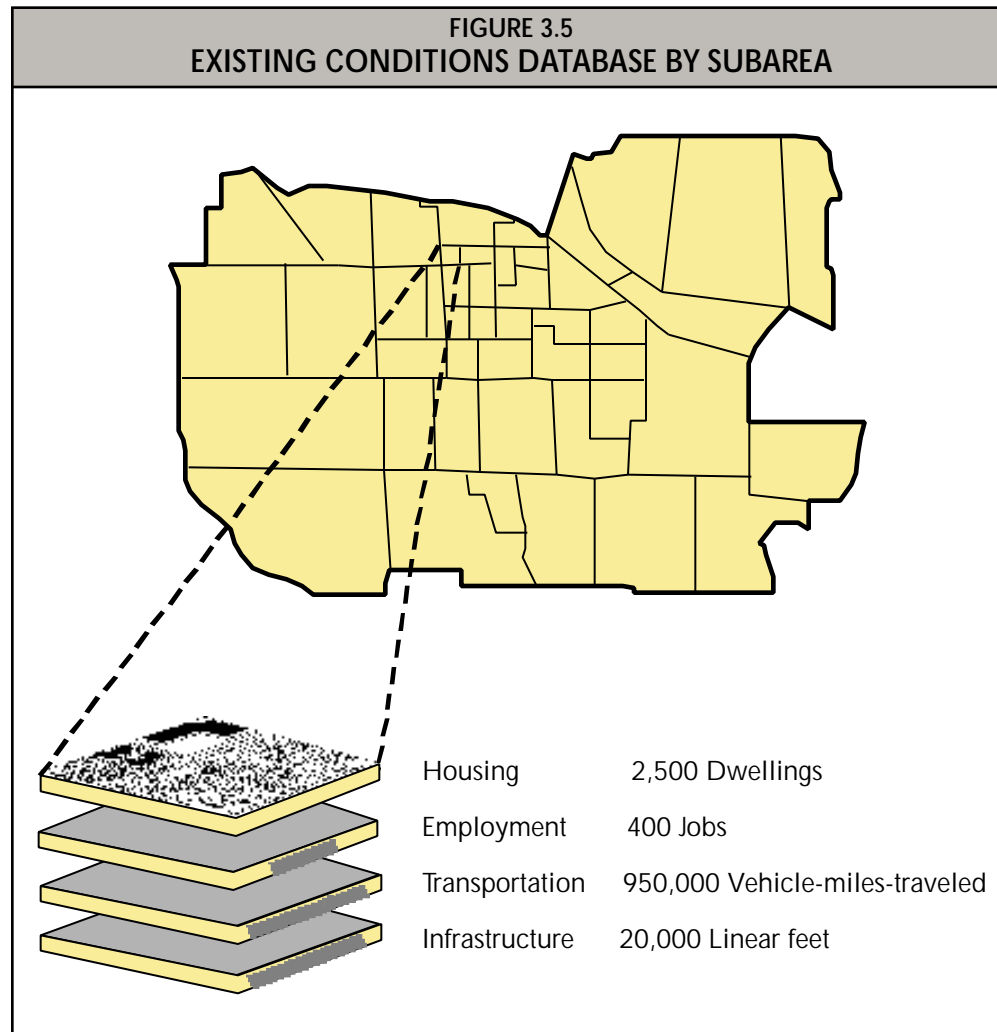 FIGURE 3.5
EXISTING CONDITIONS DATABASE BY SUBAREA
Housing 2,500 Dwellings
Employment 400 Jobs
Transportation 950,000 Vehicle-miles-traveled
Infrastructure 20,000 Linear feet